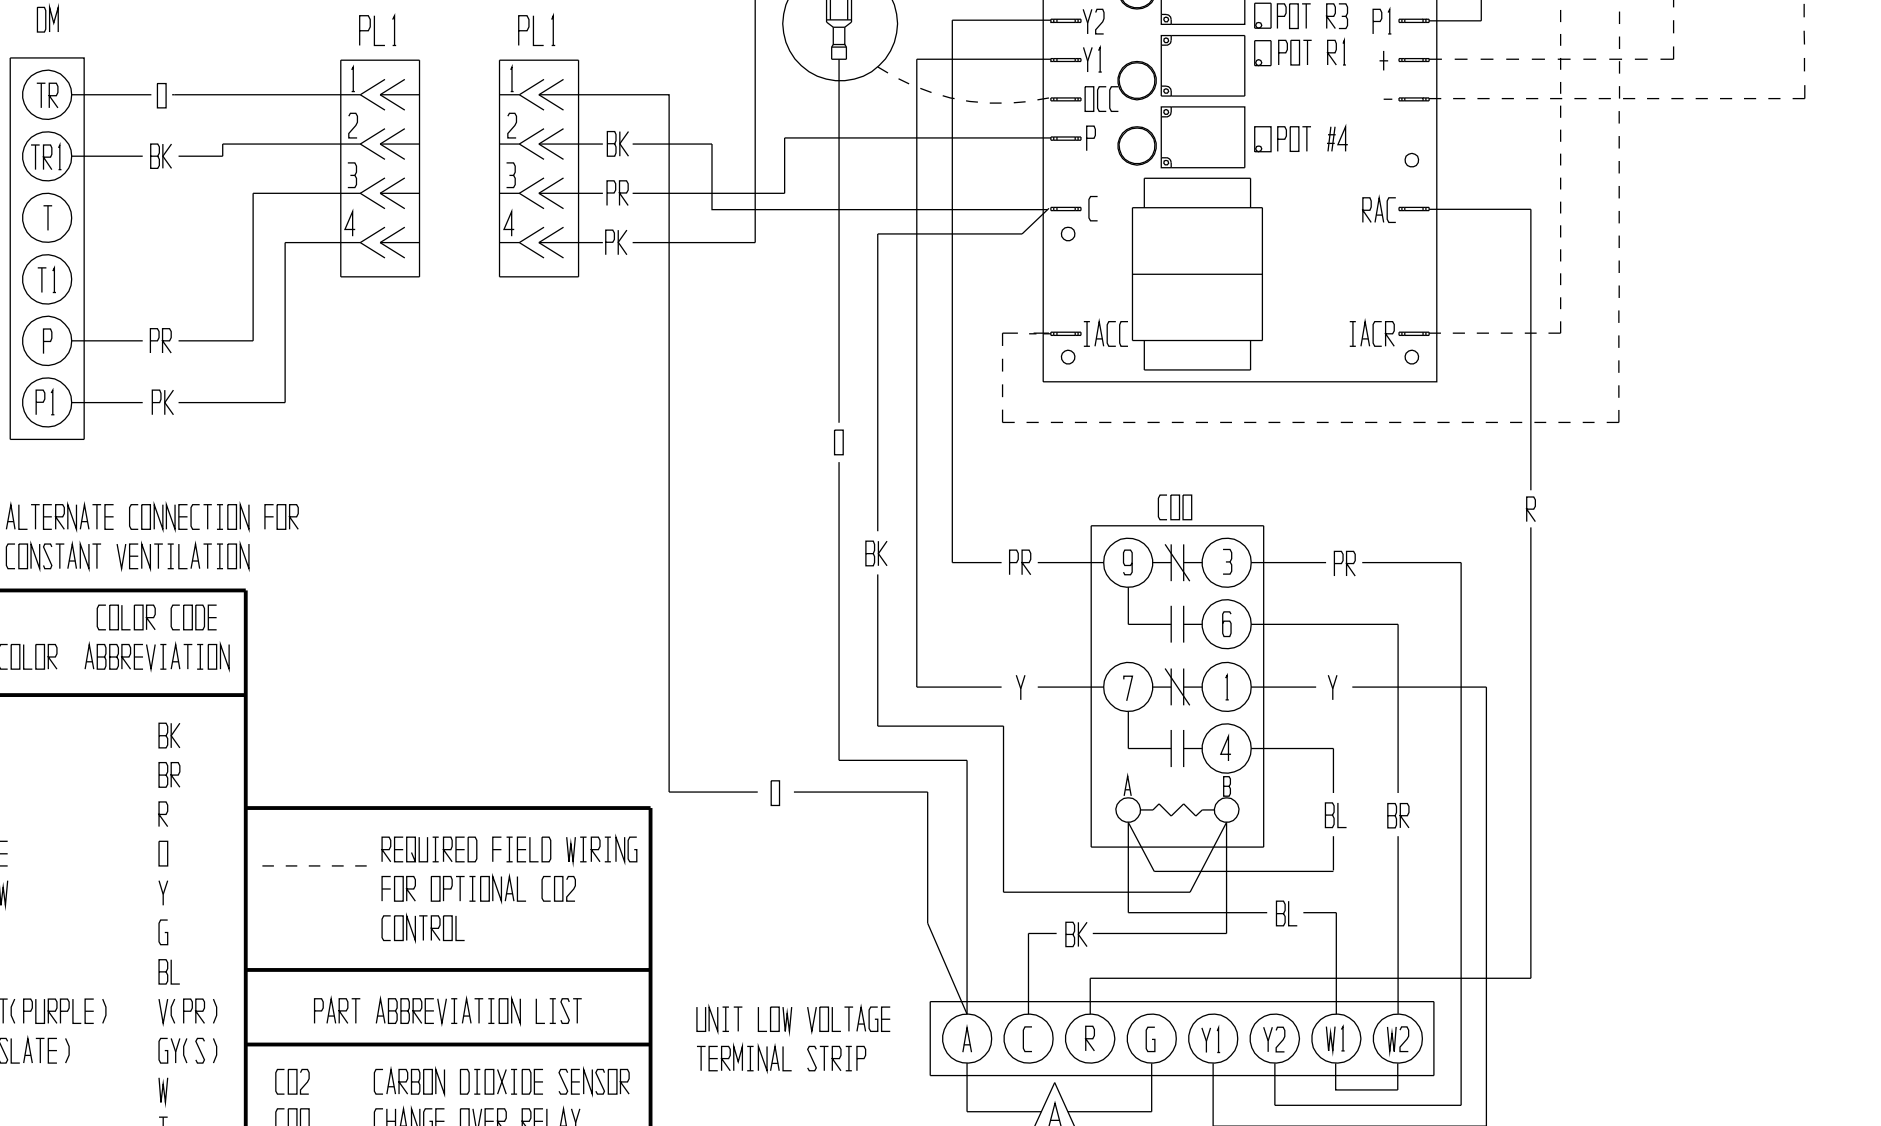 DM
PL1
PL1
TR
TR1
T
T1
P
P1
O
BK
PR
PK
1
2
3
4
1
2
3
4
BK
PR
PK
Y2
Y1
OCC
P
C
IACC
POT R3
POT R1
POT #4
P1
+
-
RAC
IACR
ALTERNATE CONNECTION FOR
CONSTANT VENTILATION
O
BK
R
COO
PR
9
3
PR
6
Y
7
1
Y
4
A
B
BL
BR
O
BL
BK
COLOR CODE
COLOR ABBREVIATION
BK
BR
R
O
Y
G
BL
T(PURPLE) V(PR)
SLATE) GY(S)
W
REQUIRED FIELD WIRING
FOR OPTIONAL CO2
CONTROL
PART ABBREVIATION LIST
CO2 CARBON DIOXIDE SENSOR
COO CHANGE OVER RELAY
UNIT LOW VOLTAGE
TERMINAL STRIP
A C R G Y1 Y2 W1 W2
A